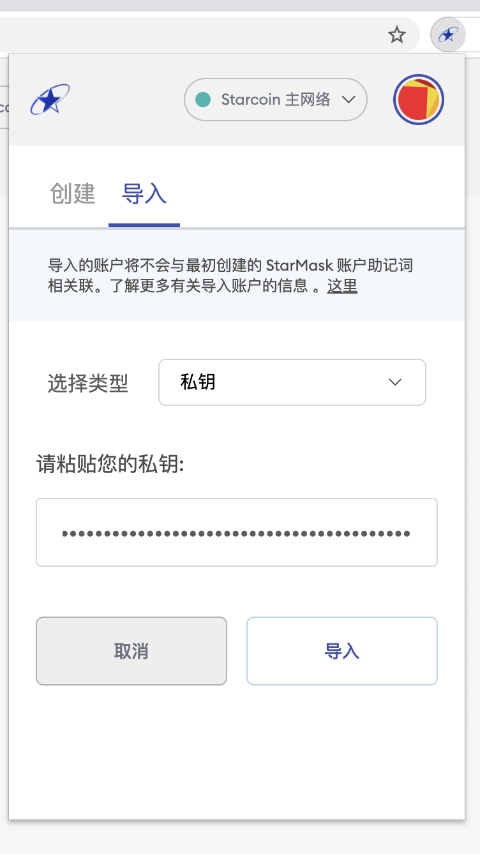 Starcoin 主网络
创建 导入
导入的账户将不会与最初创建的 StarMask 账户助记词
相关联。了解更多有关导入账户的信息 。这里
选择类型 私钥
请粘贴您的私钥:
取消 导入